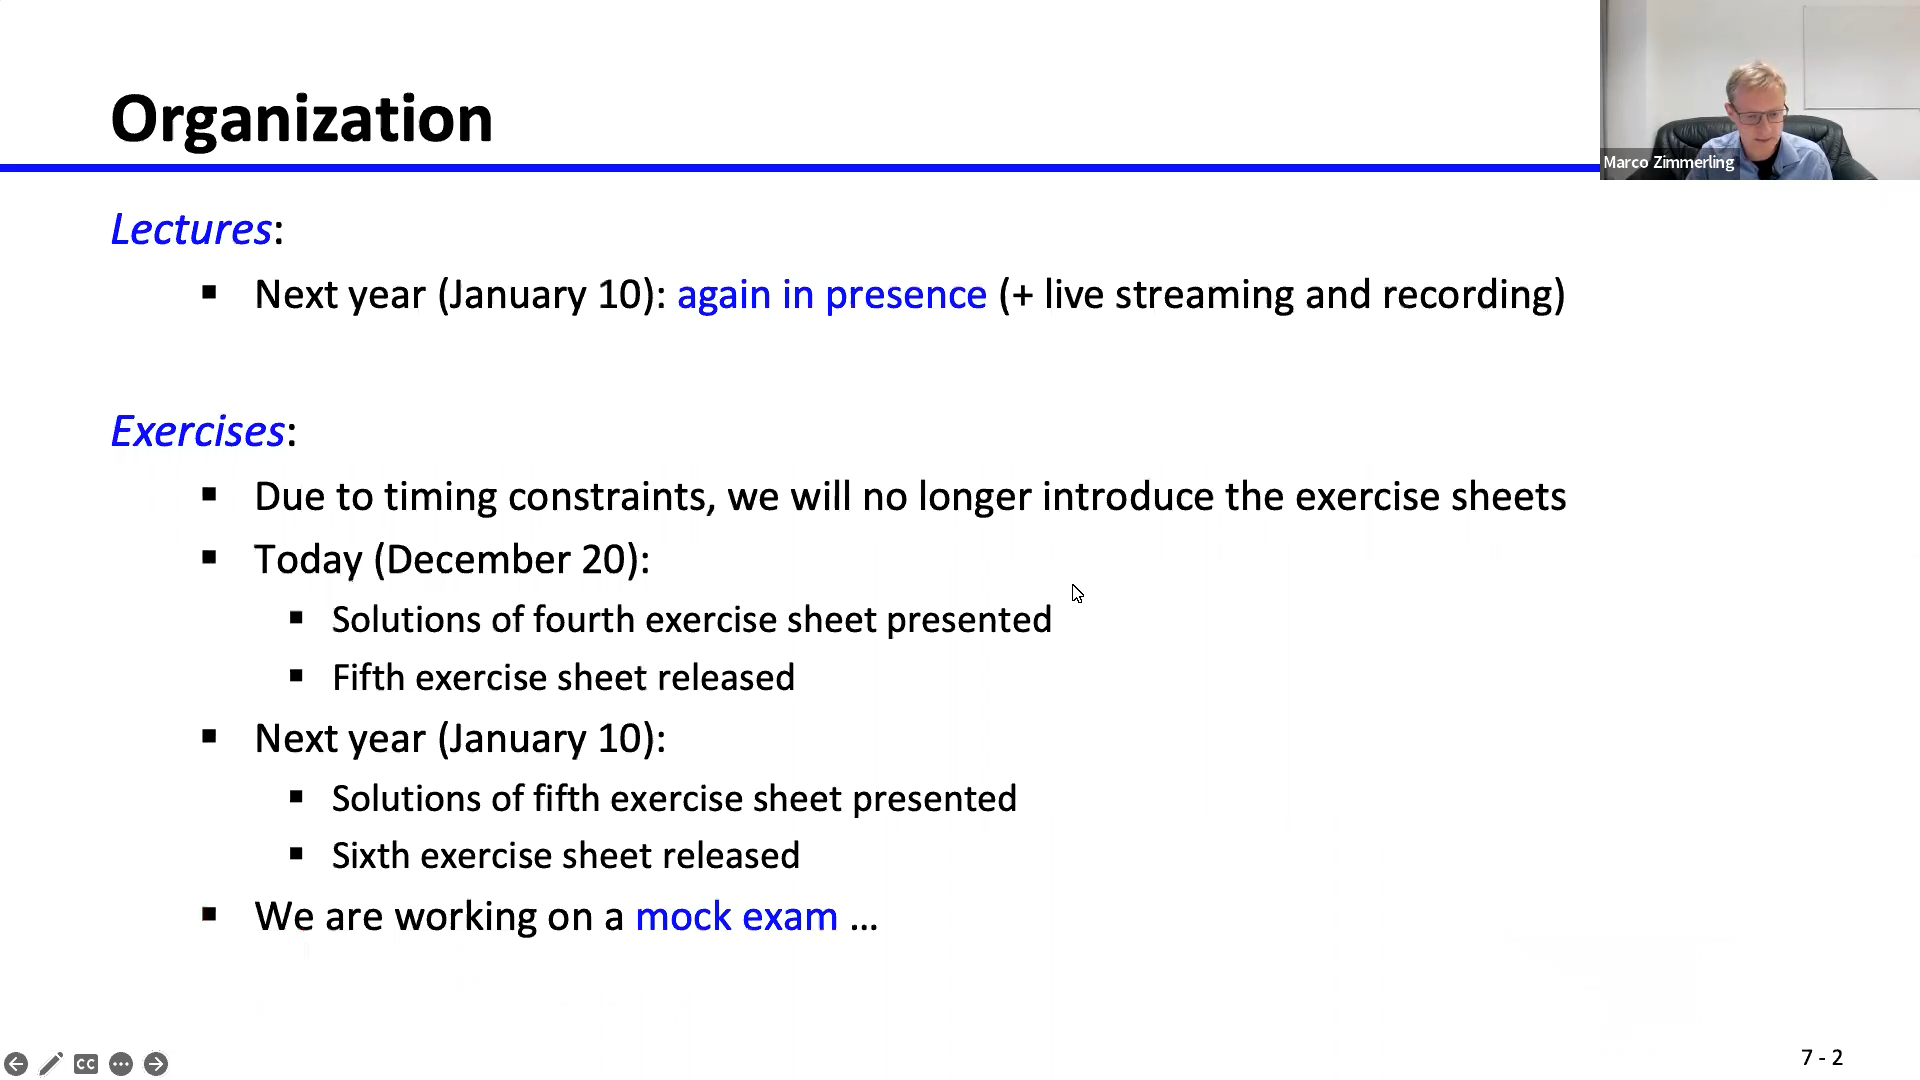 Organization
Marco Zimmerling
Lectures:
▪ Next year (January 10): again in presence (+ live streaming and recording)
Exercises:
▪ Due to timing constraints, we will no longer introduce the exercise sheets
▪ Today (December 20):
▪ Solutions of fourth exercise sheet presented
▪ Fifth exercise sheet released
▪ Next year (January 10):
▪ Solutions of fifth exercise sheet presented
▪ Sixth exercise sheet released
▪ We are working on a mock exam ...
CC
7 - 2